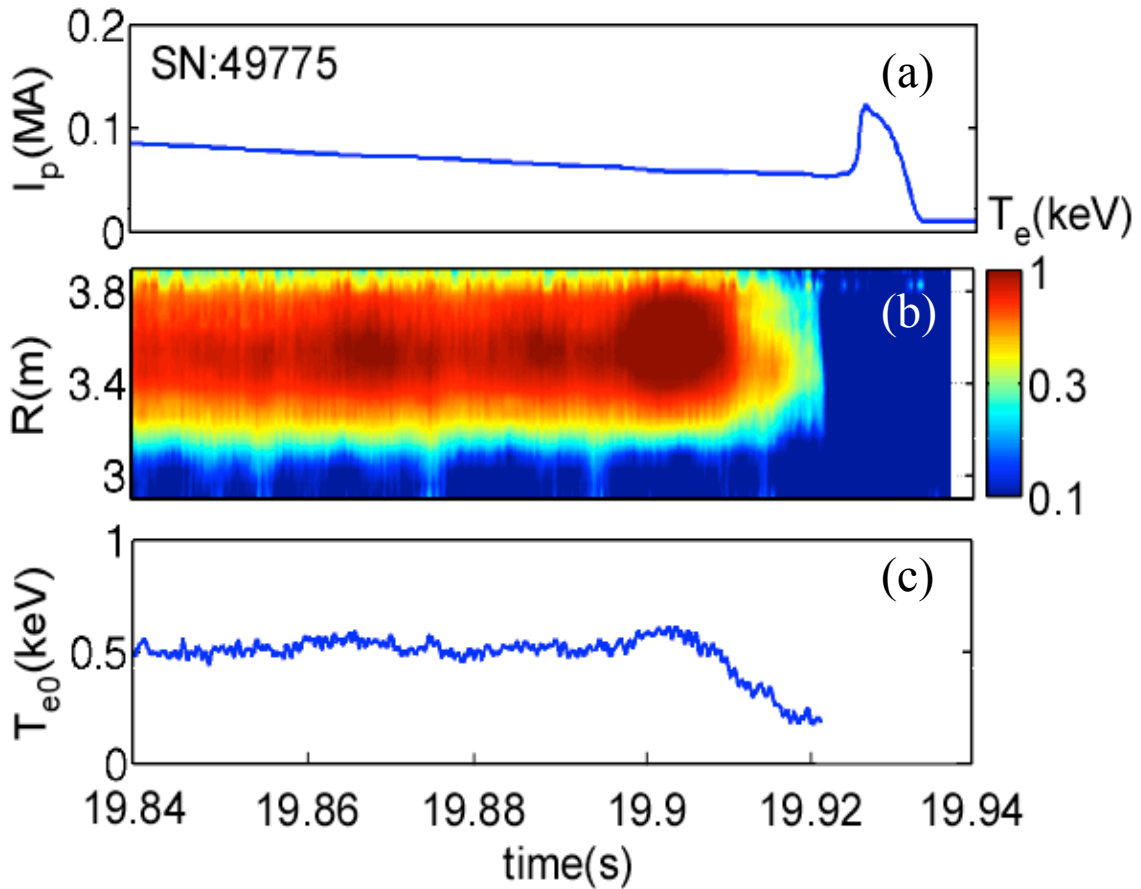 0.2
SN:49775
(a)
0.1
I_p(MA)
0
T_e(keV)
3.8
(b)
1
R(m)
3.4
0.3
3
0.1
1
(c)
T_e0(keV)
0.5
0
19.84 19.86 19.88 19.9 19.92 19.94
time(s)